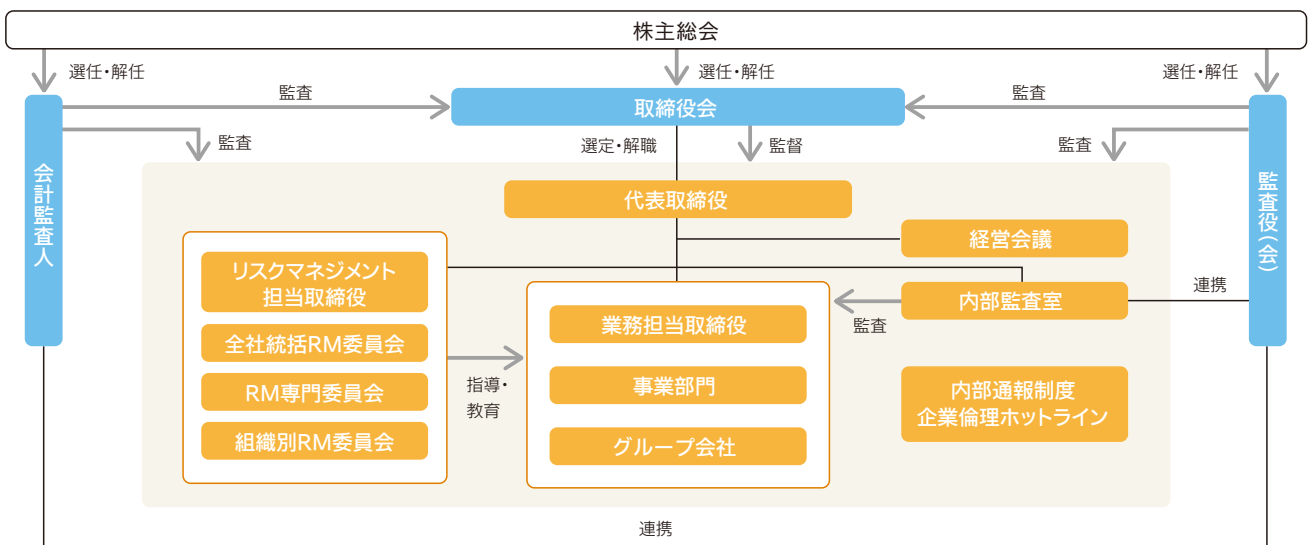 株主総会
選任・解任
選任・解任
選任・解任
監査
取締役会
監査
監査
選定・解職
監督
監査
会計監査人
監査役(会)
代表取締役
経営会議
リスクマネジメント
担当取締役
内部監査室
連携
業務担当取締役
監査
全社統括RM委員会
指導・
教育
RM専門委員会
事業部門
内部通報制度
企業倫理ホットライン
組織別RM委員会
グループ会社
連携